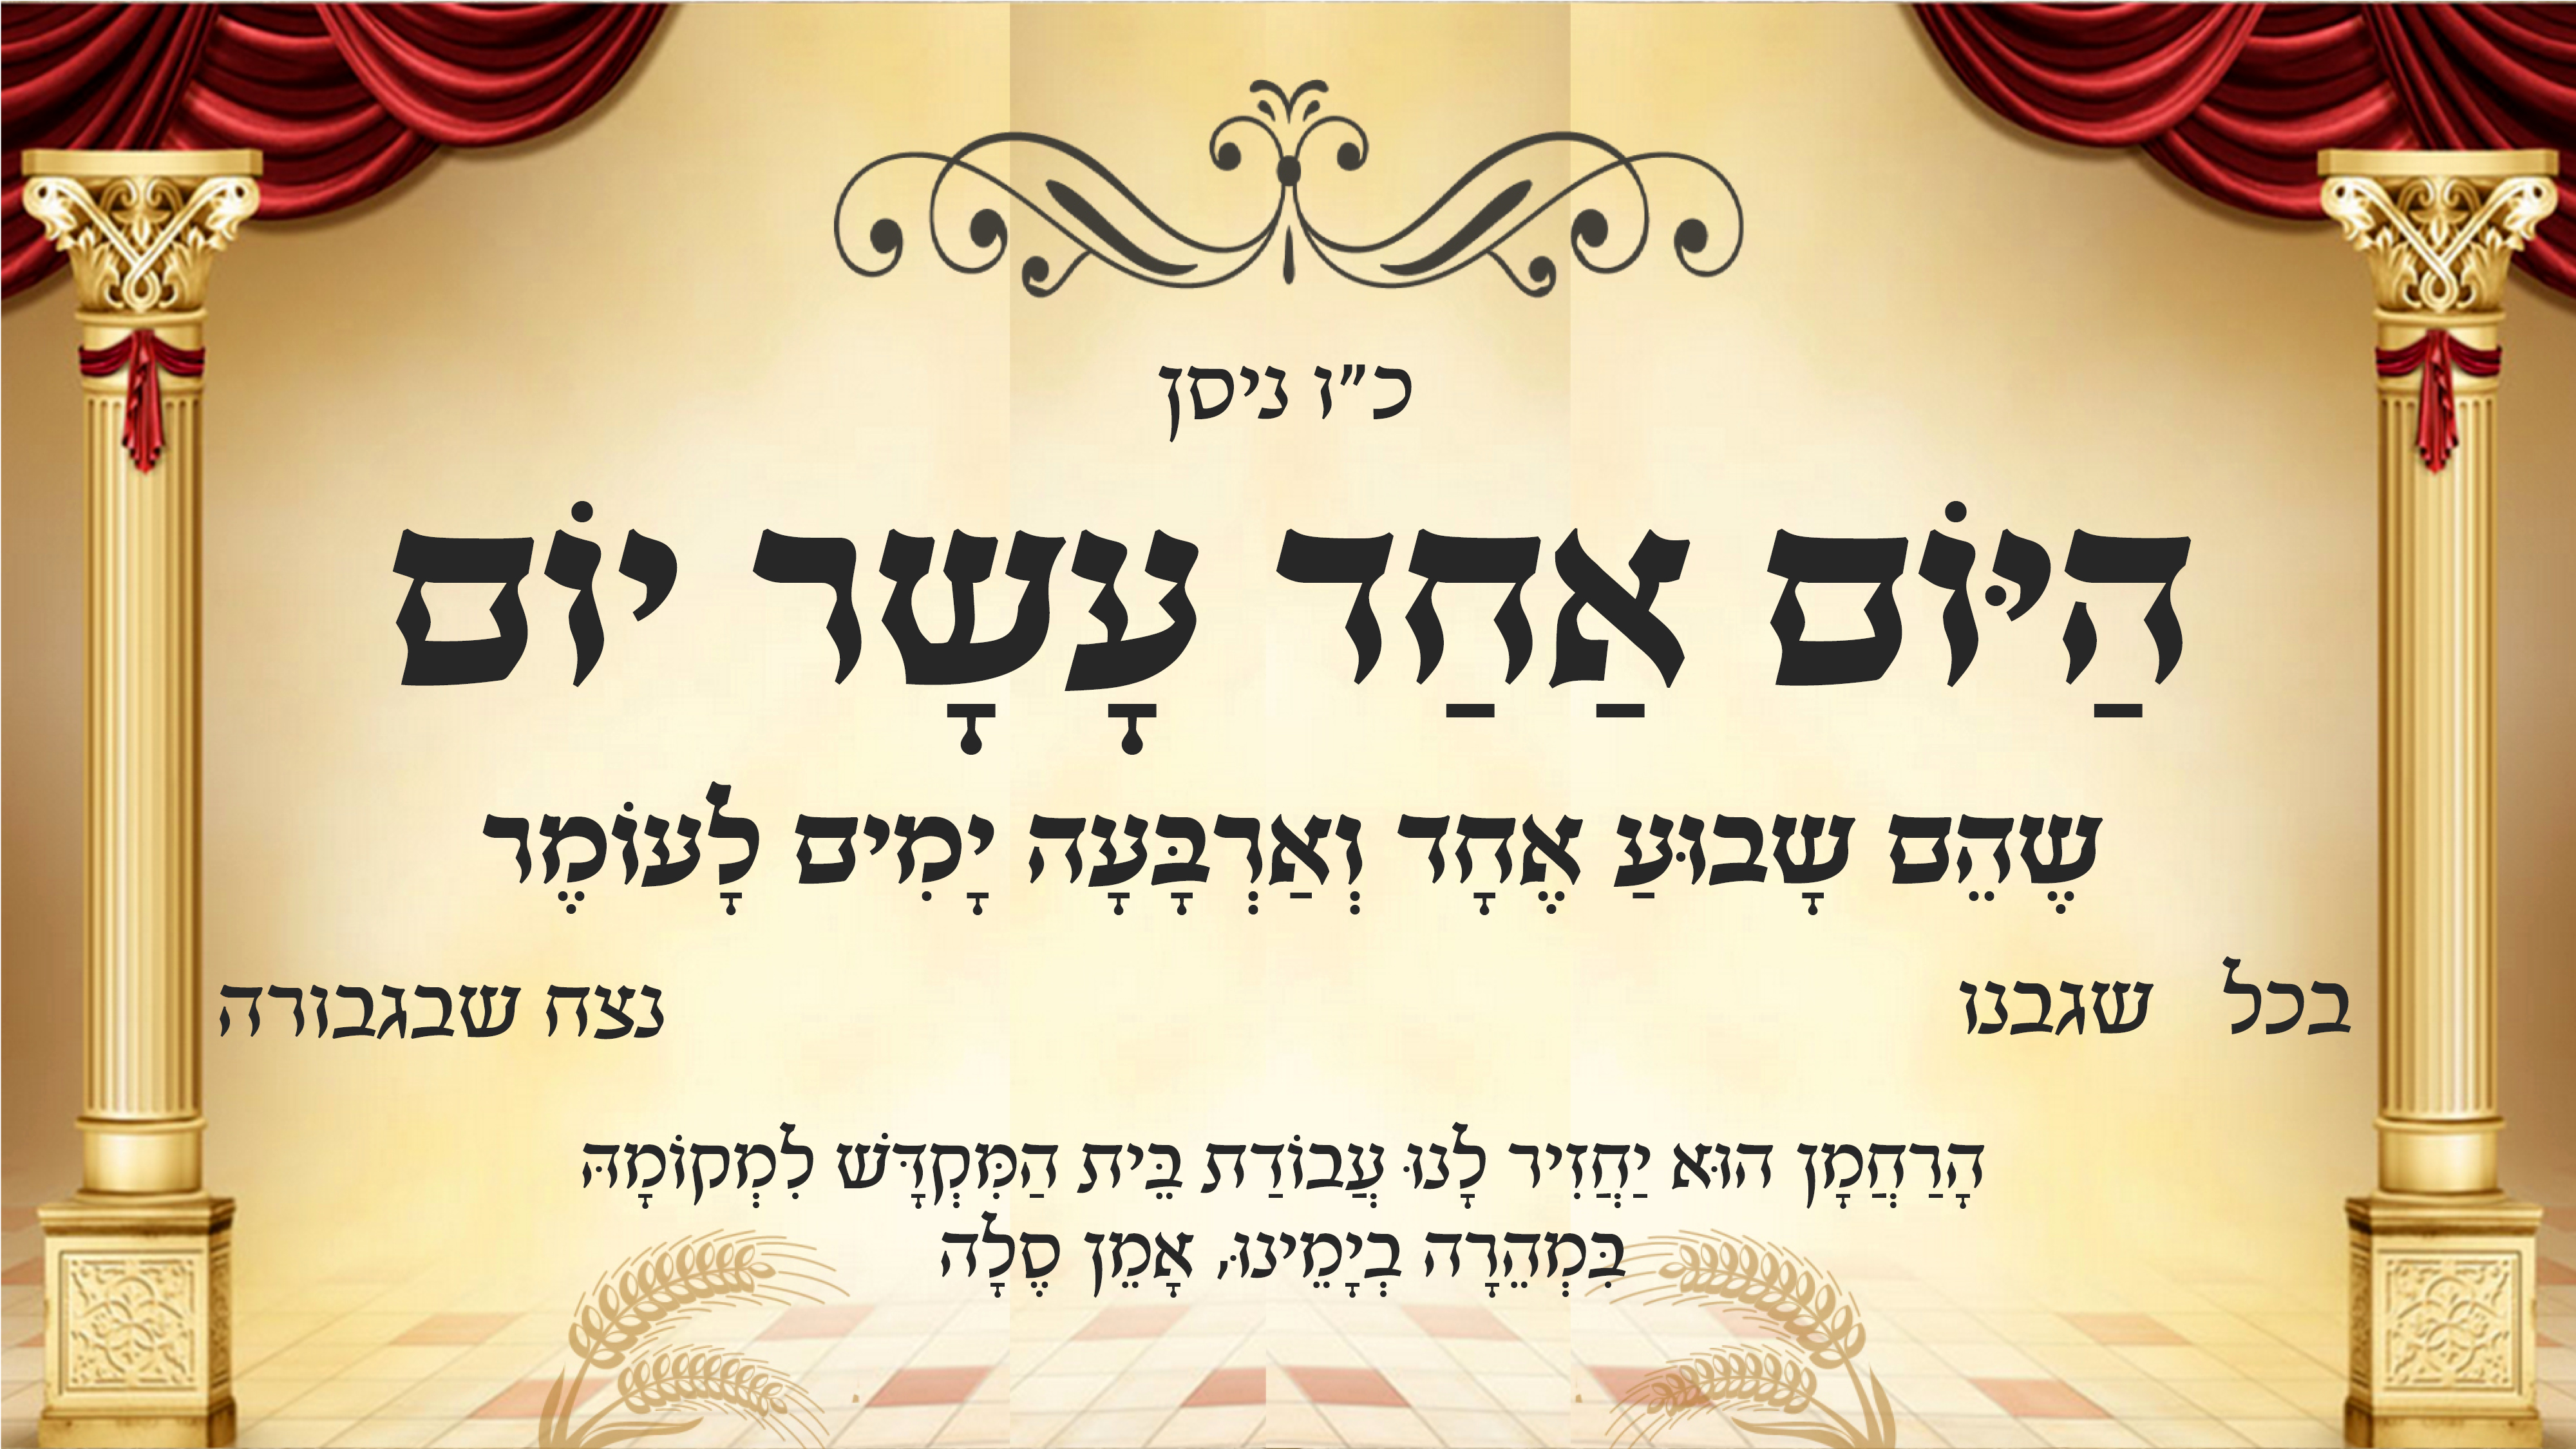 כ״ו ניסן
הַיּוֹם אַחַד עָשָר יוֹם
שֶהֵם שָבוּעַ אֶחָד וְאַרְבָּעָה יָמִים לָעוֹמֶר
בכל שגבנו נצח שבגבורה
הָרַחֲמָן הוּא יַחֲזִיר לָנוּ עֲבוֹדַת בֵּית הַמִּקְדָּשׁ לִמְקוֹמָהּ
בִּמְהֵרָה בְיָמֵינוּ, אָמֵן סֶלָה